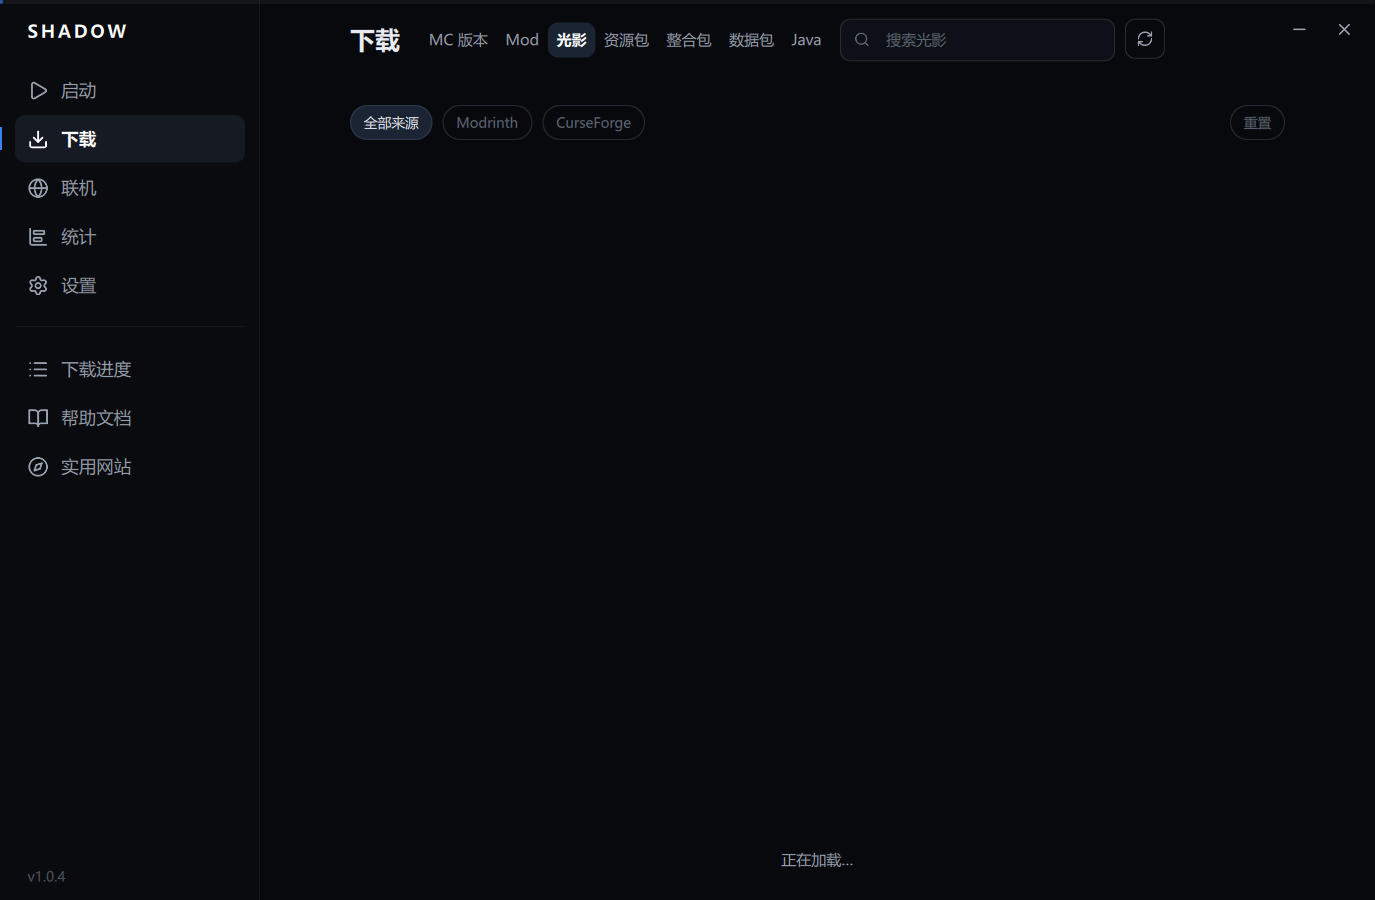 SHADOW
启动
下载
联机
统计
设置
下载进度
帮助文档
实用网站
v1.0.4
下载 MC 版本 Mod 光影 资源包 整合包 数据包 Java 搜索光影
全部来源 Modrinth CurseForge 重置
正在加载...